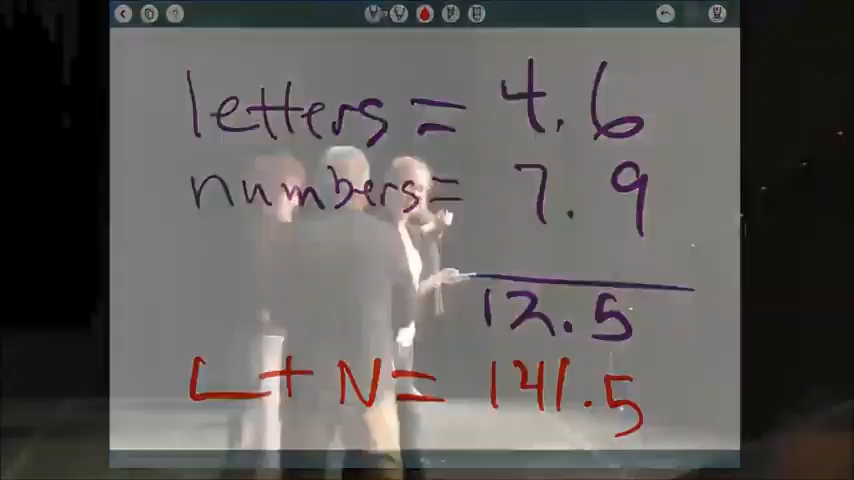 letters = 4.6
numbers = 7.9
12.5
L + N = 141.5